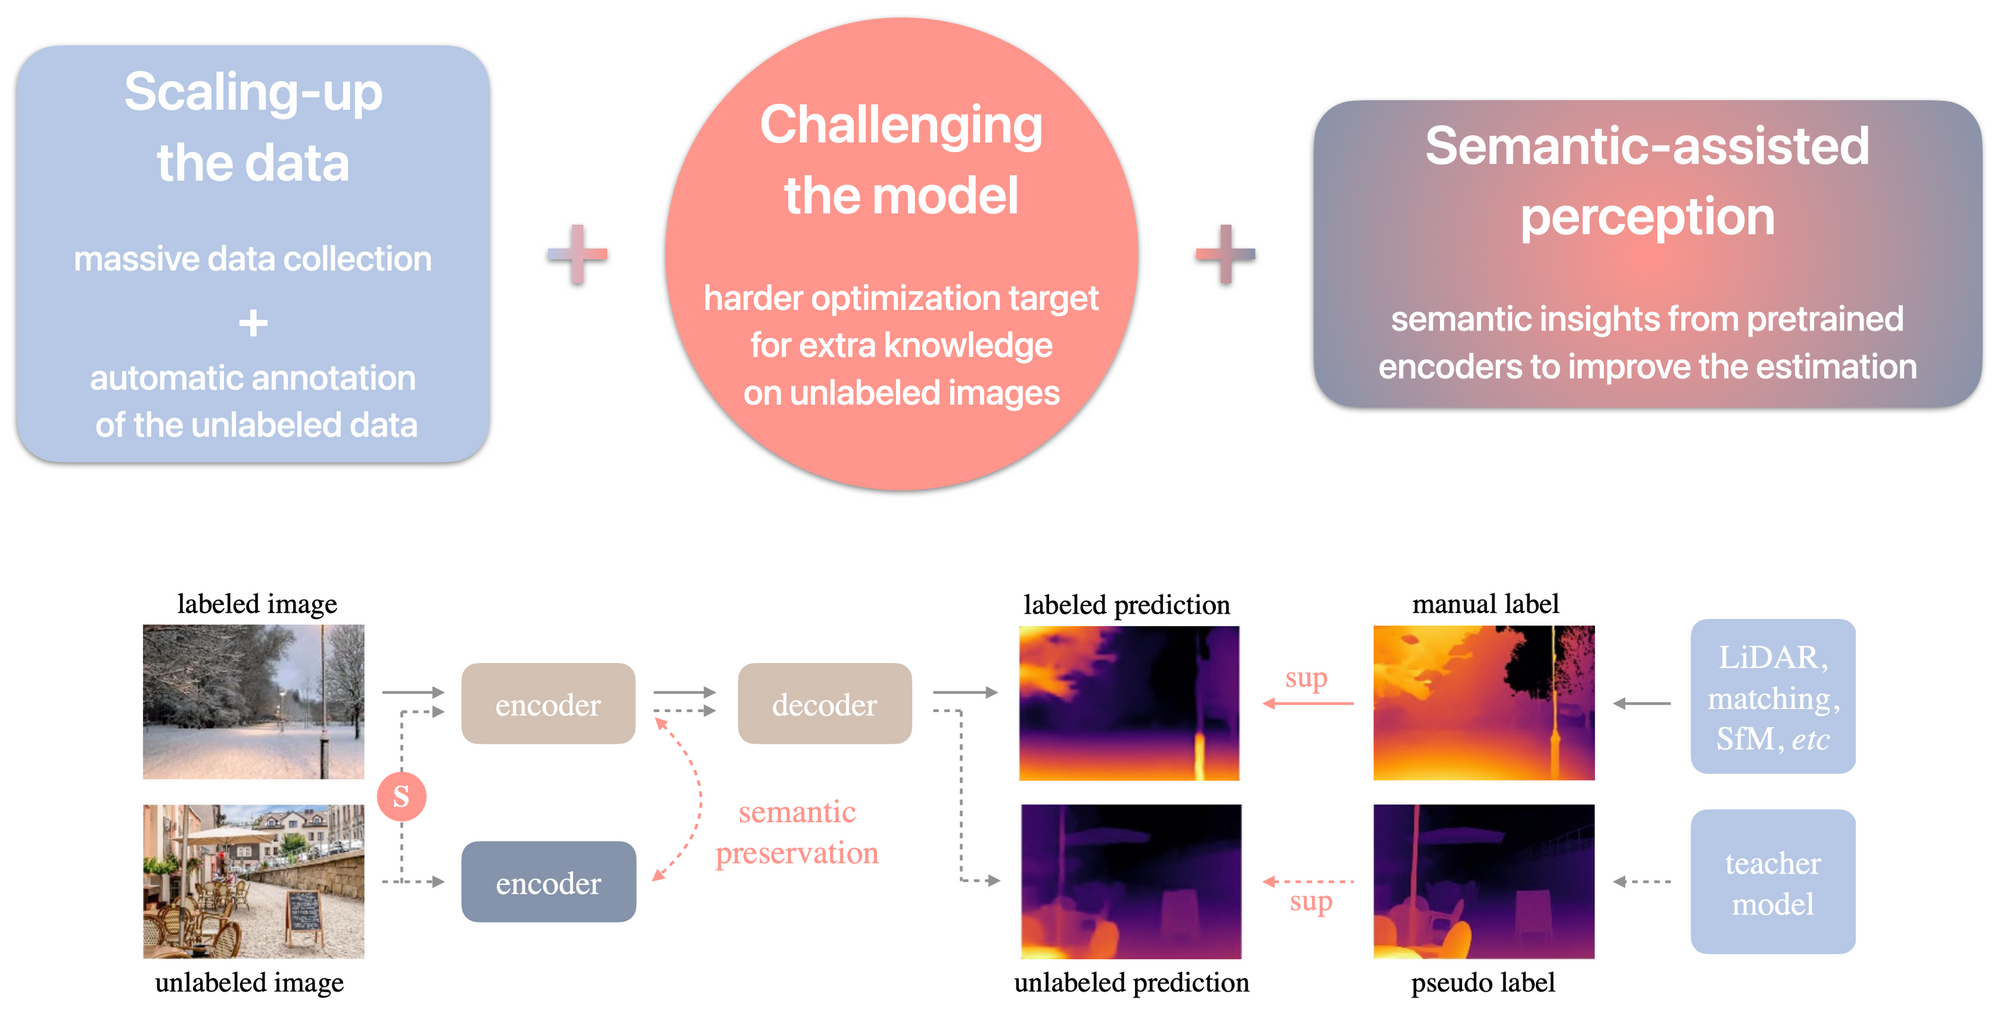 Scaling-up
the data
massive data collection
+
automatic annotation
of the unlabeled data
+
Challenging
the model
harder optimization target
for extra knowledge
on unlabeled images
+
Semantic-assisted
perception
semantic insights from pretrained
encoders to improve the estimation
labeled image
encoder
decoder
labeled prediction
sup
manual label
LiDAR,
matching,
SfM, etc
S
semantic
preservation
encoder
unlabeled image
unlabeled prediction
sup
pseudo label
teacher
model